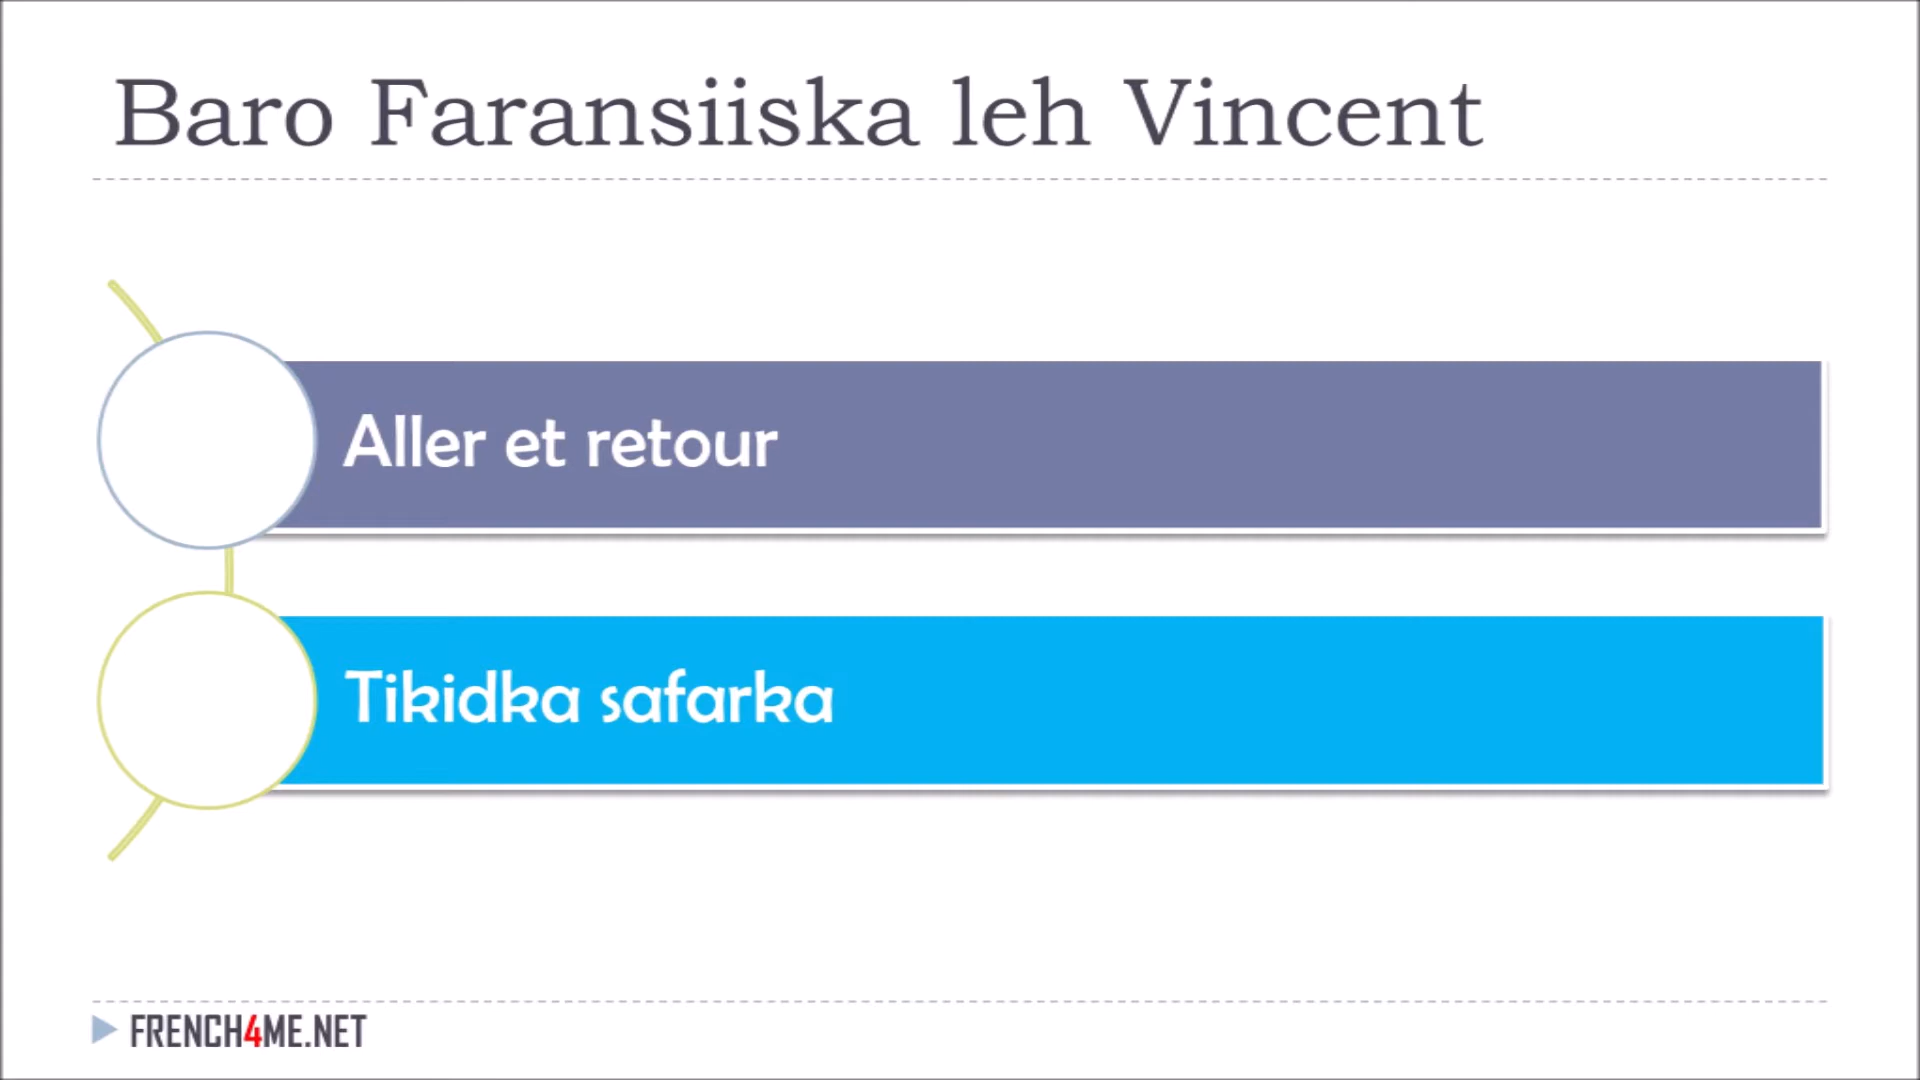 Baro Faransiiska leh Vincent
Aller et retour
Tikidka safarka
FRENCH4ME.NET